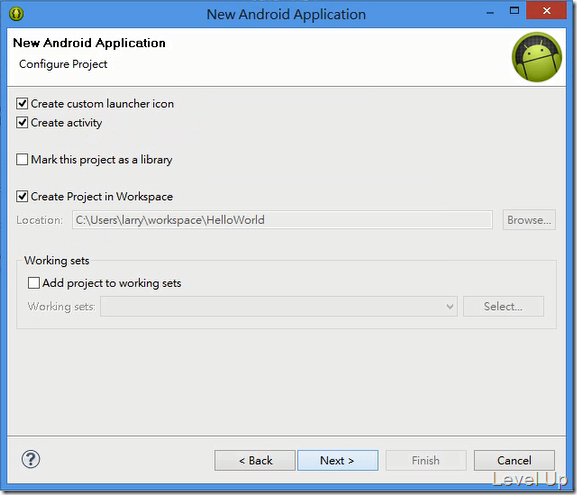 New Android Application
New Android Application
Configure Project
Create custom launcher icon
Create activity
Mark this project as a library
Create Project in Workspace
Location: C:\Users\larry\workspace\HelloWorld Browse...
Working sets
Add project to working sets
Working sets: Select...
? < Back Next > Finish Cancel
Level Up